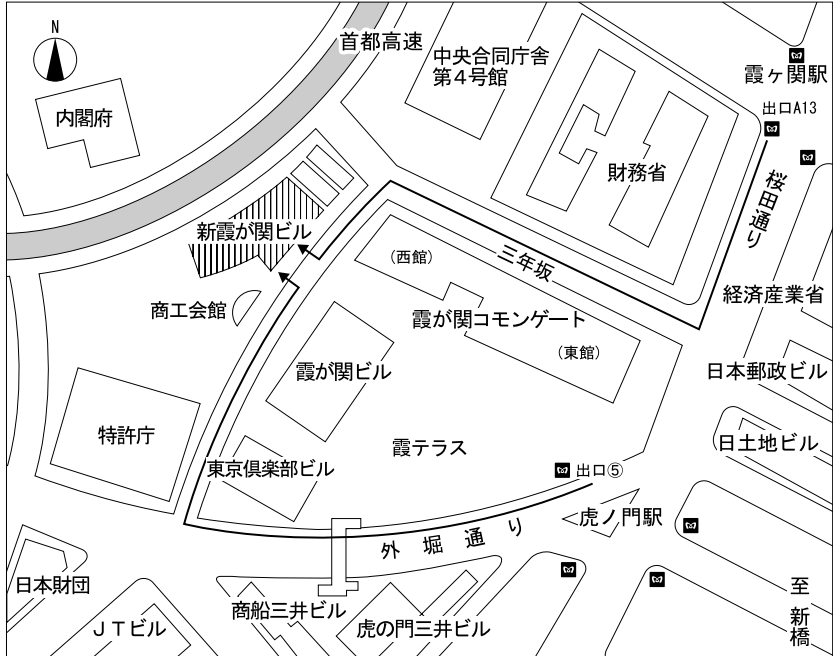 N
首都高速
中央合同庁舎
第4号館
霞ヶ関駅
出口A13
内閣府
財務省
桜田通り
新霞が関ビル
(西館)
三年坂
経済産業省
商工会館
霞が関コモンゲート
(東館)
霞が関ビル
日本郵政ビル
特許庁
霞テラス
日土地ビル
東京倶楽部ビル
出口⑤
虎ノ門駅
外堀通り
日本財団
商船三井ビル
JTビル
虎の門三井ビル
至新橋